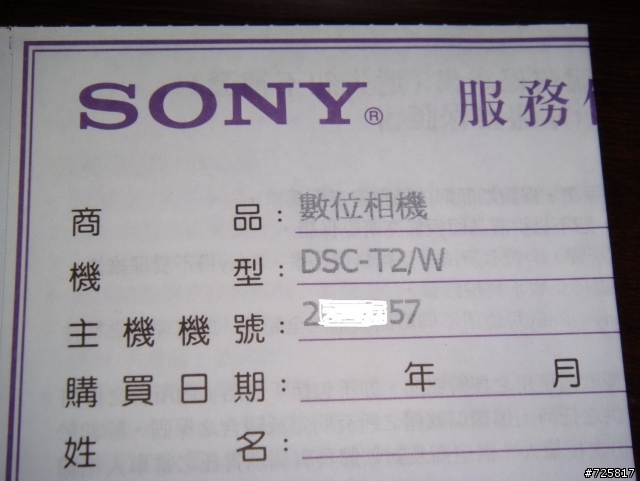 SONY® 服務
商品：數位相機
機型：DSC-T2/W
主機機號：2 57
購買日期： 年 月
姓名：
#725817